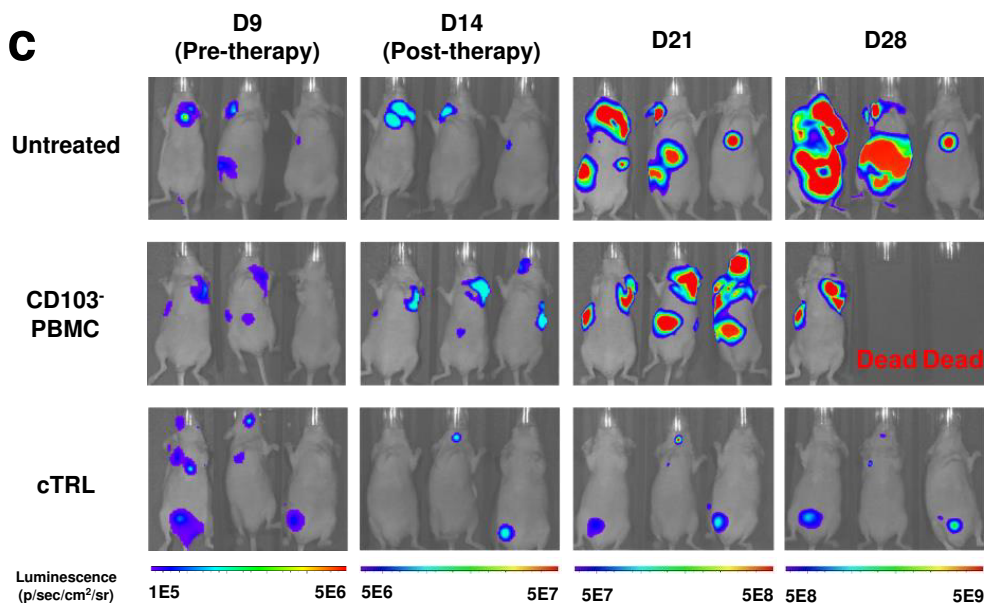 c
D9
(Pre-therapy)
D14
(Post-therapy)
D21
D28
Untreated
CD103⁻
PBMC
Dead Dead
cTRL
Luminescence
(p/sec/cm²/sr)
1E5 5E6
5E6 5E7
5E7 5E8
5E8 5E9